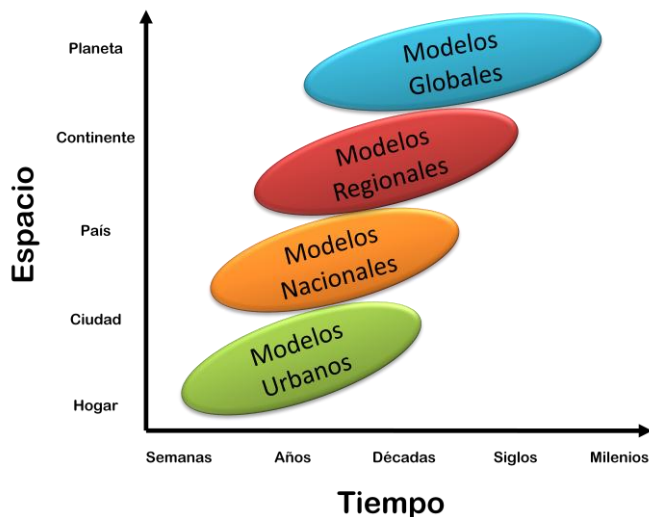 Planeta
Continente
País
Ciudad
Hogar
Espacio
Modelos
Globales
Modelos
Regionales
Modelos
Nacionales
Modelos
Urbanos
Semanas
Años
Décadas
Siglos
Milenios
Tiempo